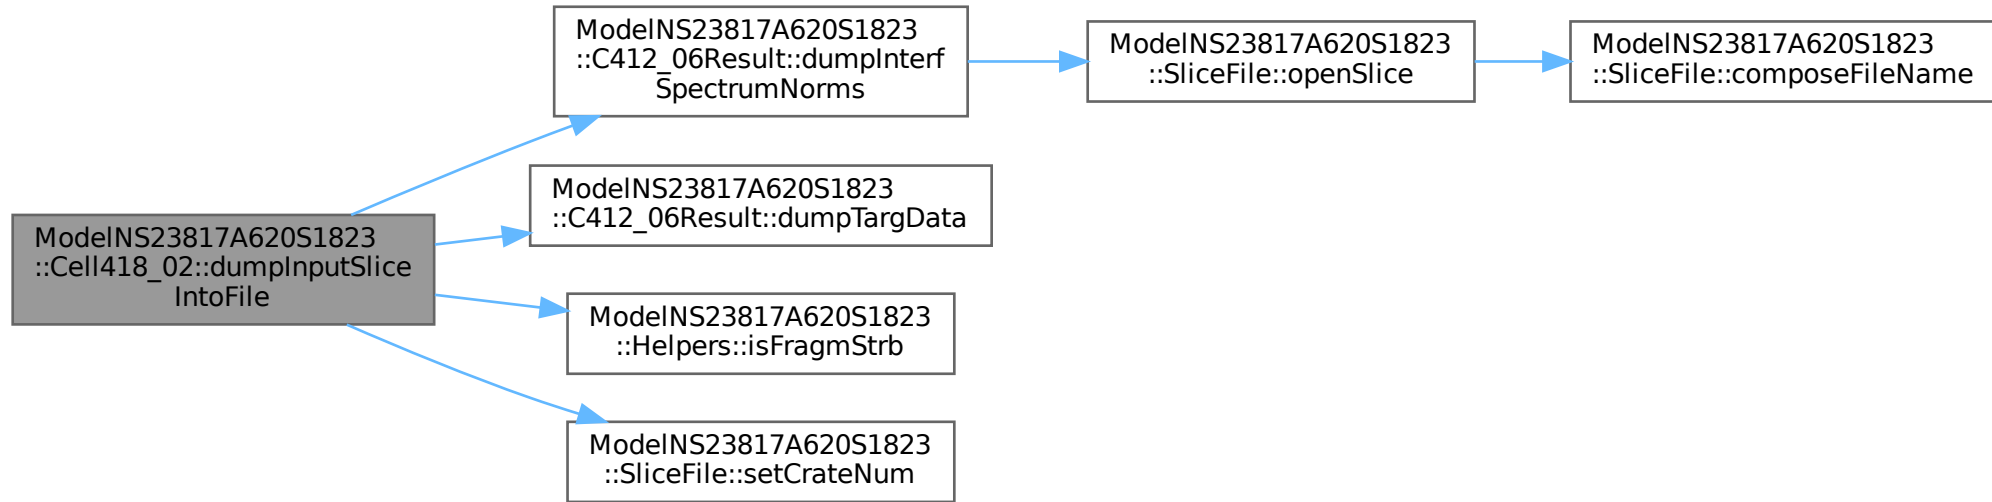 ModelNS23817A620S1823
::C412_06Result::dumpInterf
SpectrumNorms
ModelNS23817A620S1823
::SliceFile::openSlice
ModelNS23817A620S1823
::SliceFile::composeFileName
ModelNS23817A620S1823
::C412_06Result::dumpTargData
ModelNS23817A620S1823
::Cell418_02::dumpInputSlice
IntoFile
ModelNS23817A620S1823
::Helpers::isFragmStrb
ModelNS23817A620S1823
::SliceFile::setCrateNum